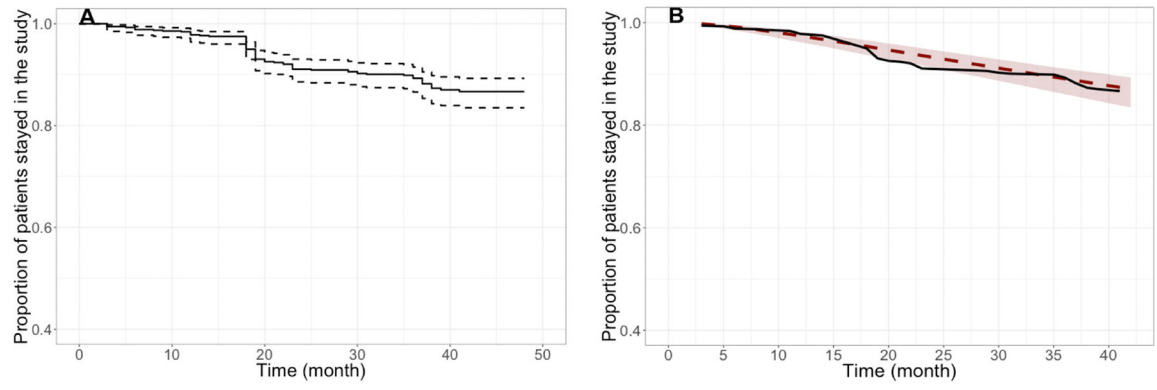 A
Proportion of patients stayed in the study
1.0
0.8
0.6
0.4
0 10 20 30 40 50
Time (month)
B
Proportion of patients stayed in the study
1.0
0.8
0.6
0.4
0 5 10 15 20 25 30 35 40
Time (month)